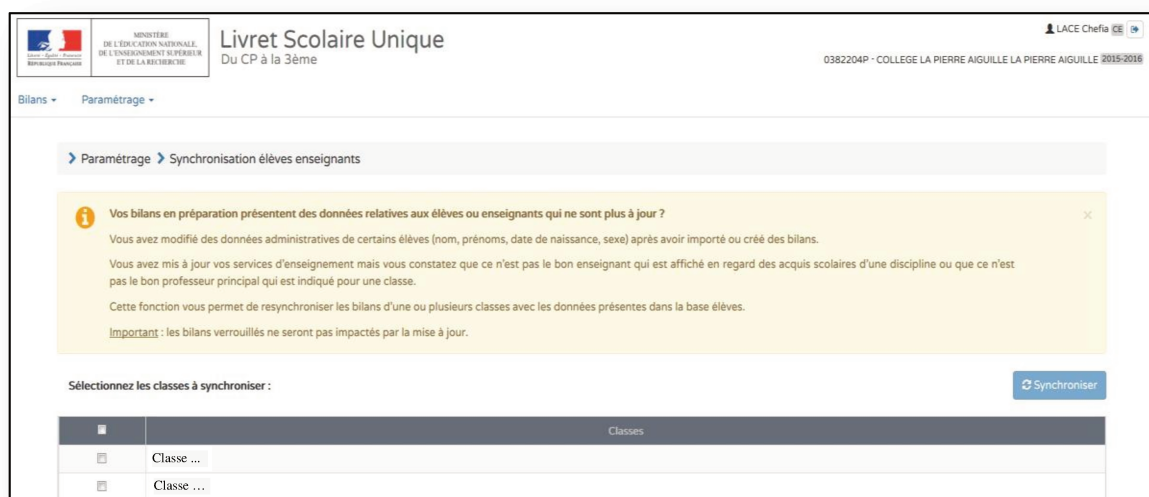 LACE Chefia CE
MINISTÈRE
DE L'ÉDUCATION NATIONALE,
DE L'ENSEIGNEMENT SUPÉRIEUR
ET DE LA RECHERCHE
Liberté • Égalité • Fraternité
RÉPUBLIQUE FRANÇAISE
Livret Scolaire Unique
Du CP à la 3ème
0382204P - COLLEGE LA PIERRE AIGUILLE LA PIERRE AIGUILLE 2015-2016
Bilans Paramétrage
Paramétrage Synchronisation élèves enseignants
Vos bilans en préparation présentent des données relatives aux élèves ou enseignants qui ne sont plus à jour ?
Vous avez modifié des données administratives de certains élèves (nom, prénoms, date de naissance, sexe) après avoir importé ou créé des bilans.
Vous avez mis à jour vos services d'enseignement mais vous constatez que ce n'est pas le bon enseignant qui est affiché en regard des acquis scolaires d'une discipline ou que ce n'est
pas le bon professeur principal qui est indiqué pour une classe.
Cette fonction vous permet de resynchroniser les bilans d'une ou plusieurs classes avec les données présentes dans la base élèves.
Important : les bilans verrouillés ne seront pas impactés par la mise à jour.
Sélectionnez les classes à synchroniser :
Synchroniser
Classes
Classe ...
Classe ...